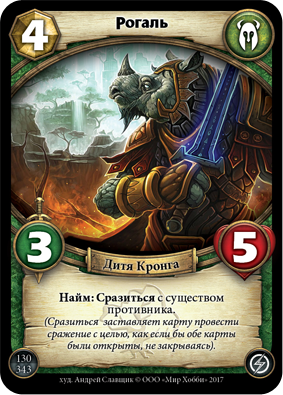 4
Рогаль
3
5
Дитя Кронга
Найм: Сразиться с существом
противника.
(Сразиться заставляет карту провести
сражение с целью, как если бы обе карты
были открыты, не закрываясь).
130
343
худ. Андрей Славщик © ООО «Мир Хобби» 2017